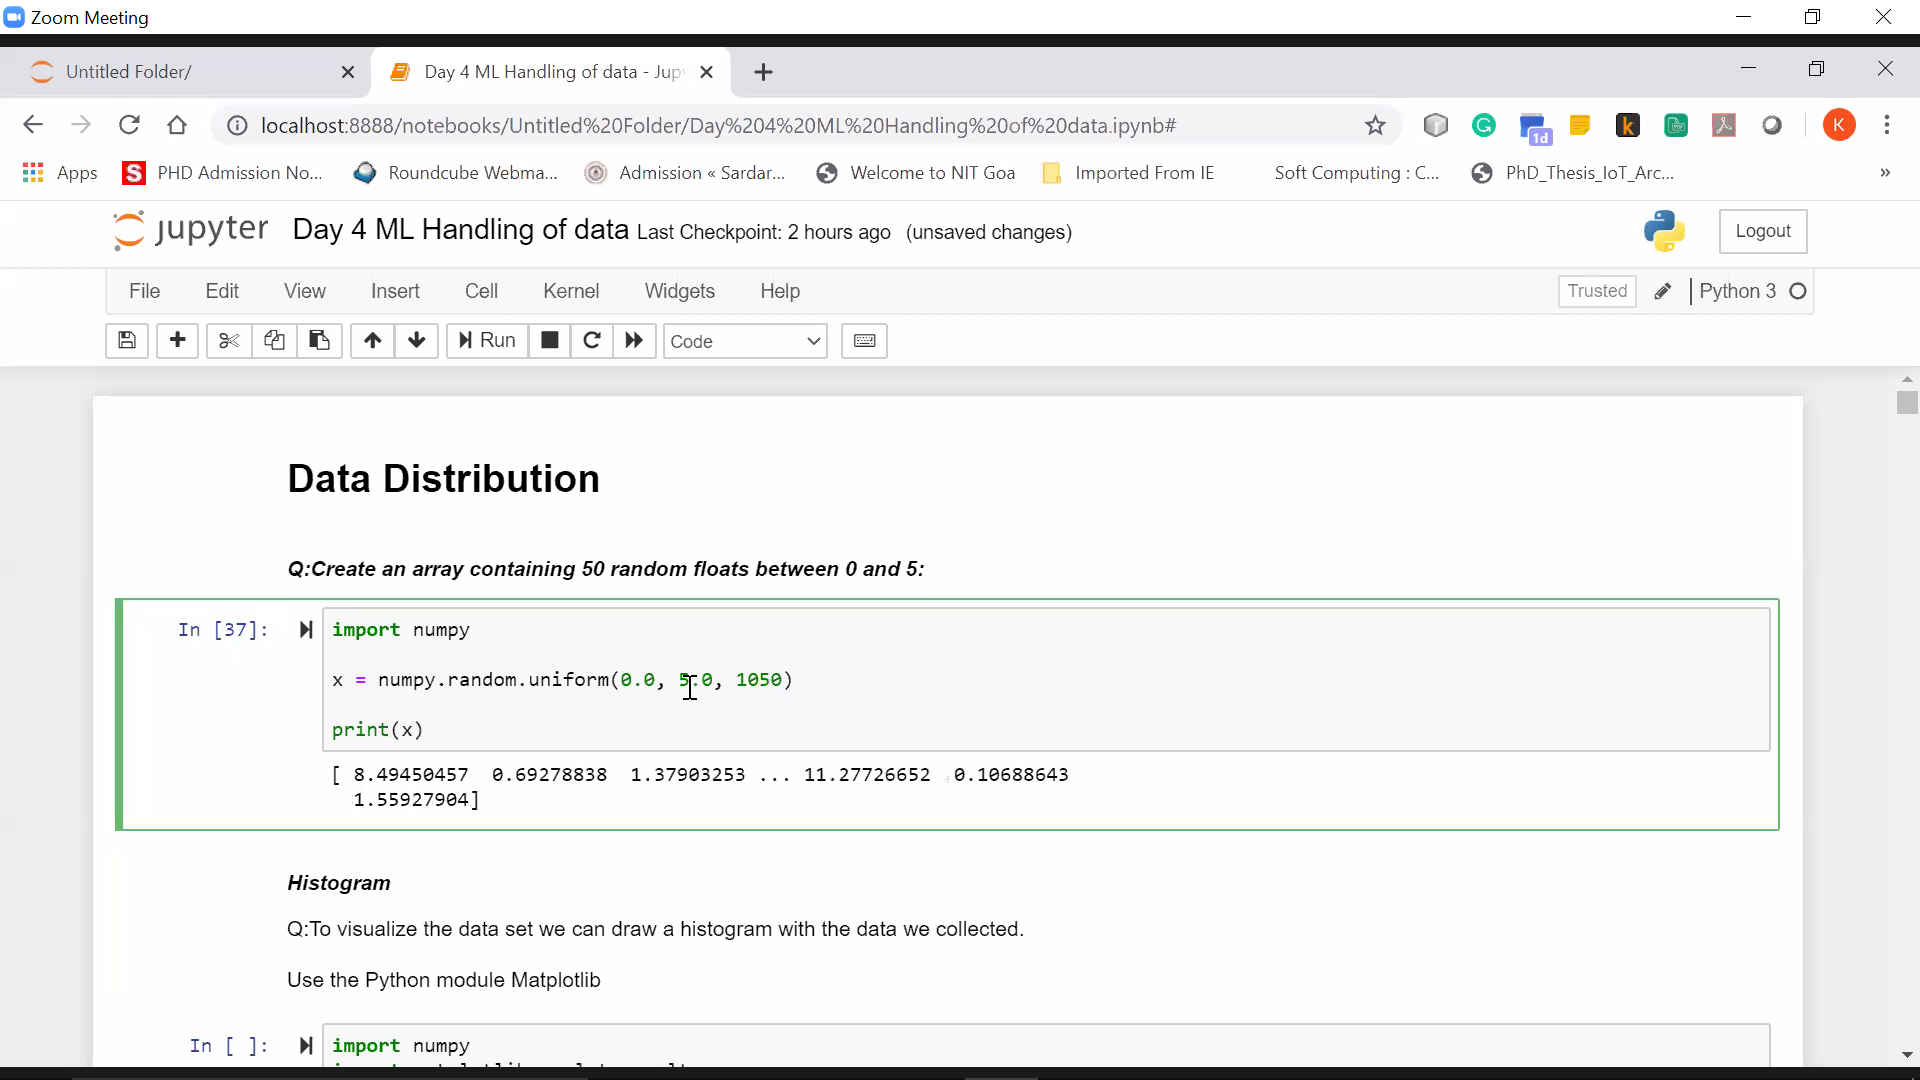 Zoom Meeting
Untitled Folder/
Day 4 ML Handling of data - Jup
localhost:8888/notebooks/Untitled%20Folder/Day%204%20ML%20Handling%20of%20data.ipynb#
1d
K
Apps
PHD Admission No...
Roundcube Webma...
Admission « Sardar...
Welcome to NIT Goa
Imported From IE
Soft Computing : C...
PhD_Thesis_IoT_Arc...
»
jupyter Day 4 ML Handling of data Last Checkpoint: 2 hours ago (unsaved changes)
Logout
File Edit View Insert Cell Kernel Widgets Help
Trusted
Python 3
Run
Code
Data Distribution
Q:Create an array containing 50 random floats between 0 and 5:
In [37]: import numpy
x = numpy.random.uniform(0.0, 5.0, 1050)
print(x)
[ 8.49450457 0.69278838 1.37903253 ... 11.27726652 0.10688643
1.55927904]
Histogram
Q:To visualize the data set we can draw a histogram with the data we collected.
Use the Python module Matplotlib
In [ ]: import numpy